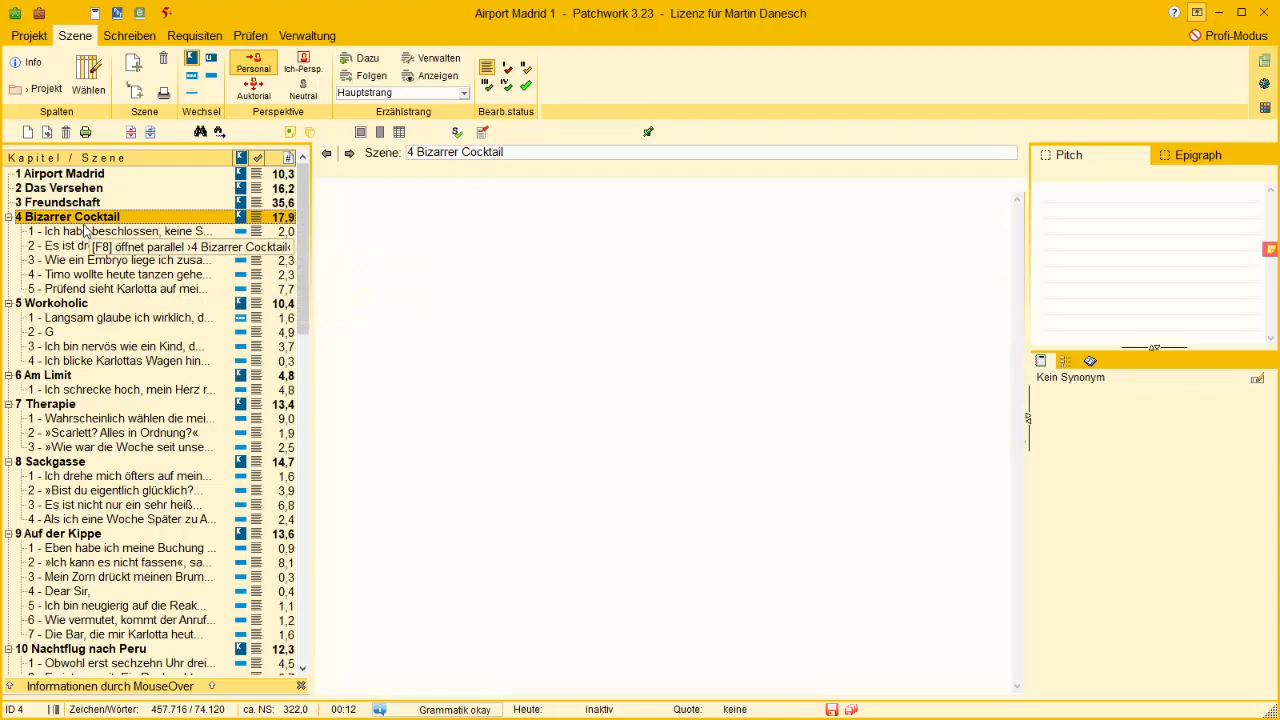 Airport Madrid 1 - Patchwork 3.23 - Lizenz für Martin Danesch
Projekt Szene Schreiben Requisiten Prüfen Verwaltung
Profi-Modus
Info
› Projekt
Wählen
Spalten
Szene
Wechsel
Personal
Ich-Persp.
Auktorial
Neutral
Perspektive
Dazu Verwalten
Folgen Anzeigen
Hauptstrang
Erzählstrang
Bearb.status
Kapitel / Szene #
1 Airport Madrid 10,3
2 Das Versehen 16,2
3 Freundschaft 35,6
4 Bizarrer Cocktail 17,9
1 - Ich habe beschlossen, keine S... 2,0
2 - Es ist dr
[F8] öffnet parallel ›4 Bizarrer Cocktail‹
3 - Wie ein Embryo liege ich zusa... 2,3
4 - Timo wollte heute tanzen gehe... 2,3
5 - Prüfend sieht Karlotta auf mei... 7,7
5 Workoholic 10,4
1 - Langsam glaube ich wirklich, d... 1,6
2 - G 4,9
3 - Ich bin nervös wie ein Kind, d... 3,7
4 - Ich blicke Karlottas Wagen hin... 0,3
6 Am Limit 4,8
1 - Ich schrecke hoch, mein Herz r... 4,8
7 Therapie 13,4
1 - Wahrscheinlich wählen die mei... 9,0
2 - »Scarlett? Alles in Ordnung?« 1,9
3 - »Wie war die Woche seit unse... 2,5
8 Sackgasse 14,7
1 - Ich drehe mich öfters auf mein... 1,6
2 - »Bist du eigentlich glücklich?... 3,9
3 - Es ist nicht nur ein sehr heiß... 6,8
4 - Als ich eine Woche Später zu A... 2,4
9 Auf der Kippe 13,6
1 - Eben habe ich meine Buchung ... 0,9
2 - »Ich kann es nicht fassen«, sa... 8,1
3 - Mein Zorn drückt meinen Brum... 0,3
4 - Dear Sir, 0,4
5 - Ich bin neugierig auf die Reak... 1,1
6 - Wie vermutet, kommt der Anruf... 1,2
7 - Die Bar, die mir Karlotta heut... 1,6
10 Nachtflug nach Peru 12,3
1 - Obwohl erst sechzehn Uhr drei... 4,5
Informationen durch MouseOver
Szene: 4 Bizarrer Cocktail
Pitch Epigraph
Kein Synonym
ID 4 Zeichen/Wörter: 457.716 / 74.120 ca. NS: 322,0 00:12 Grammatik okay Heute: inaktiv Quote: keine